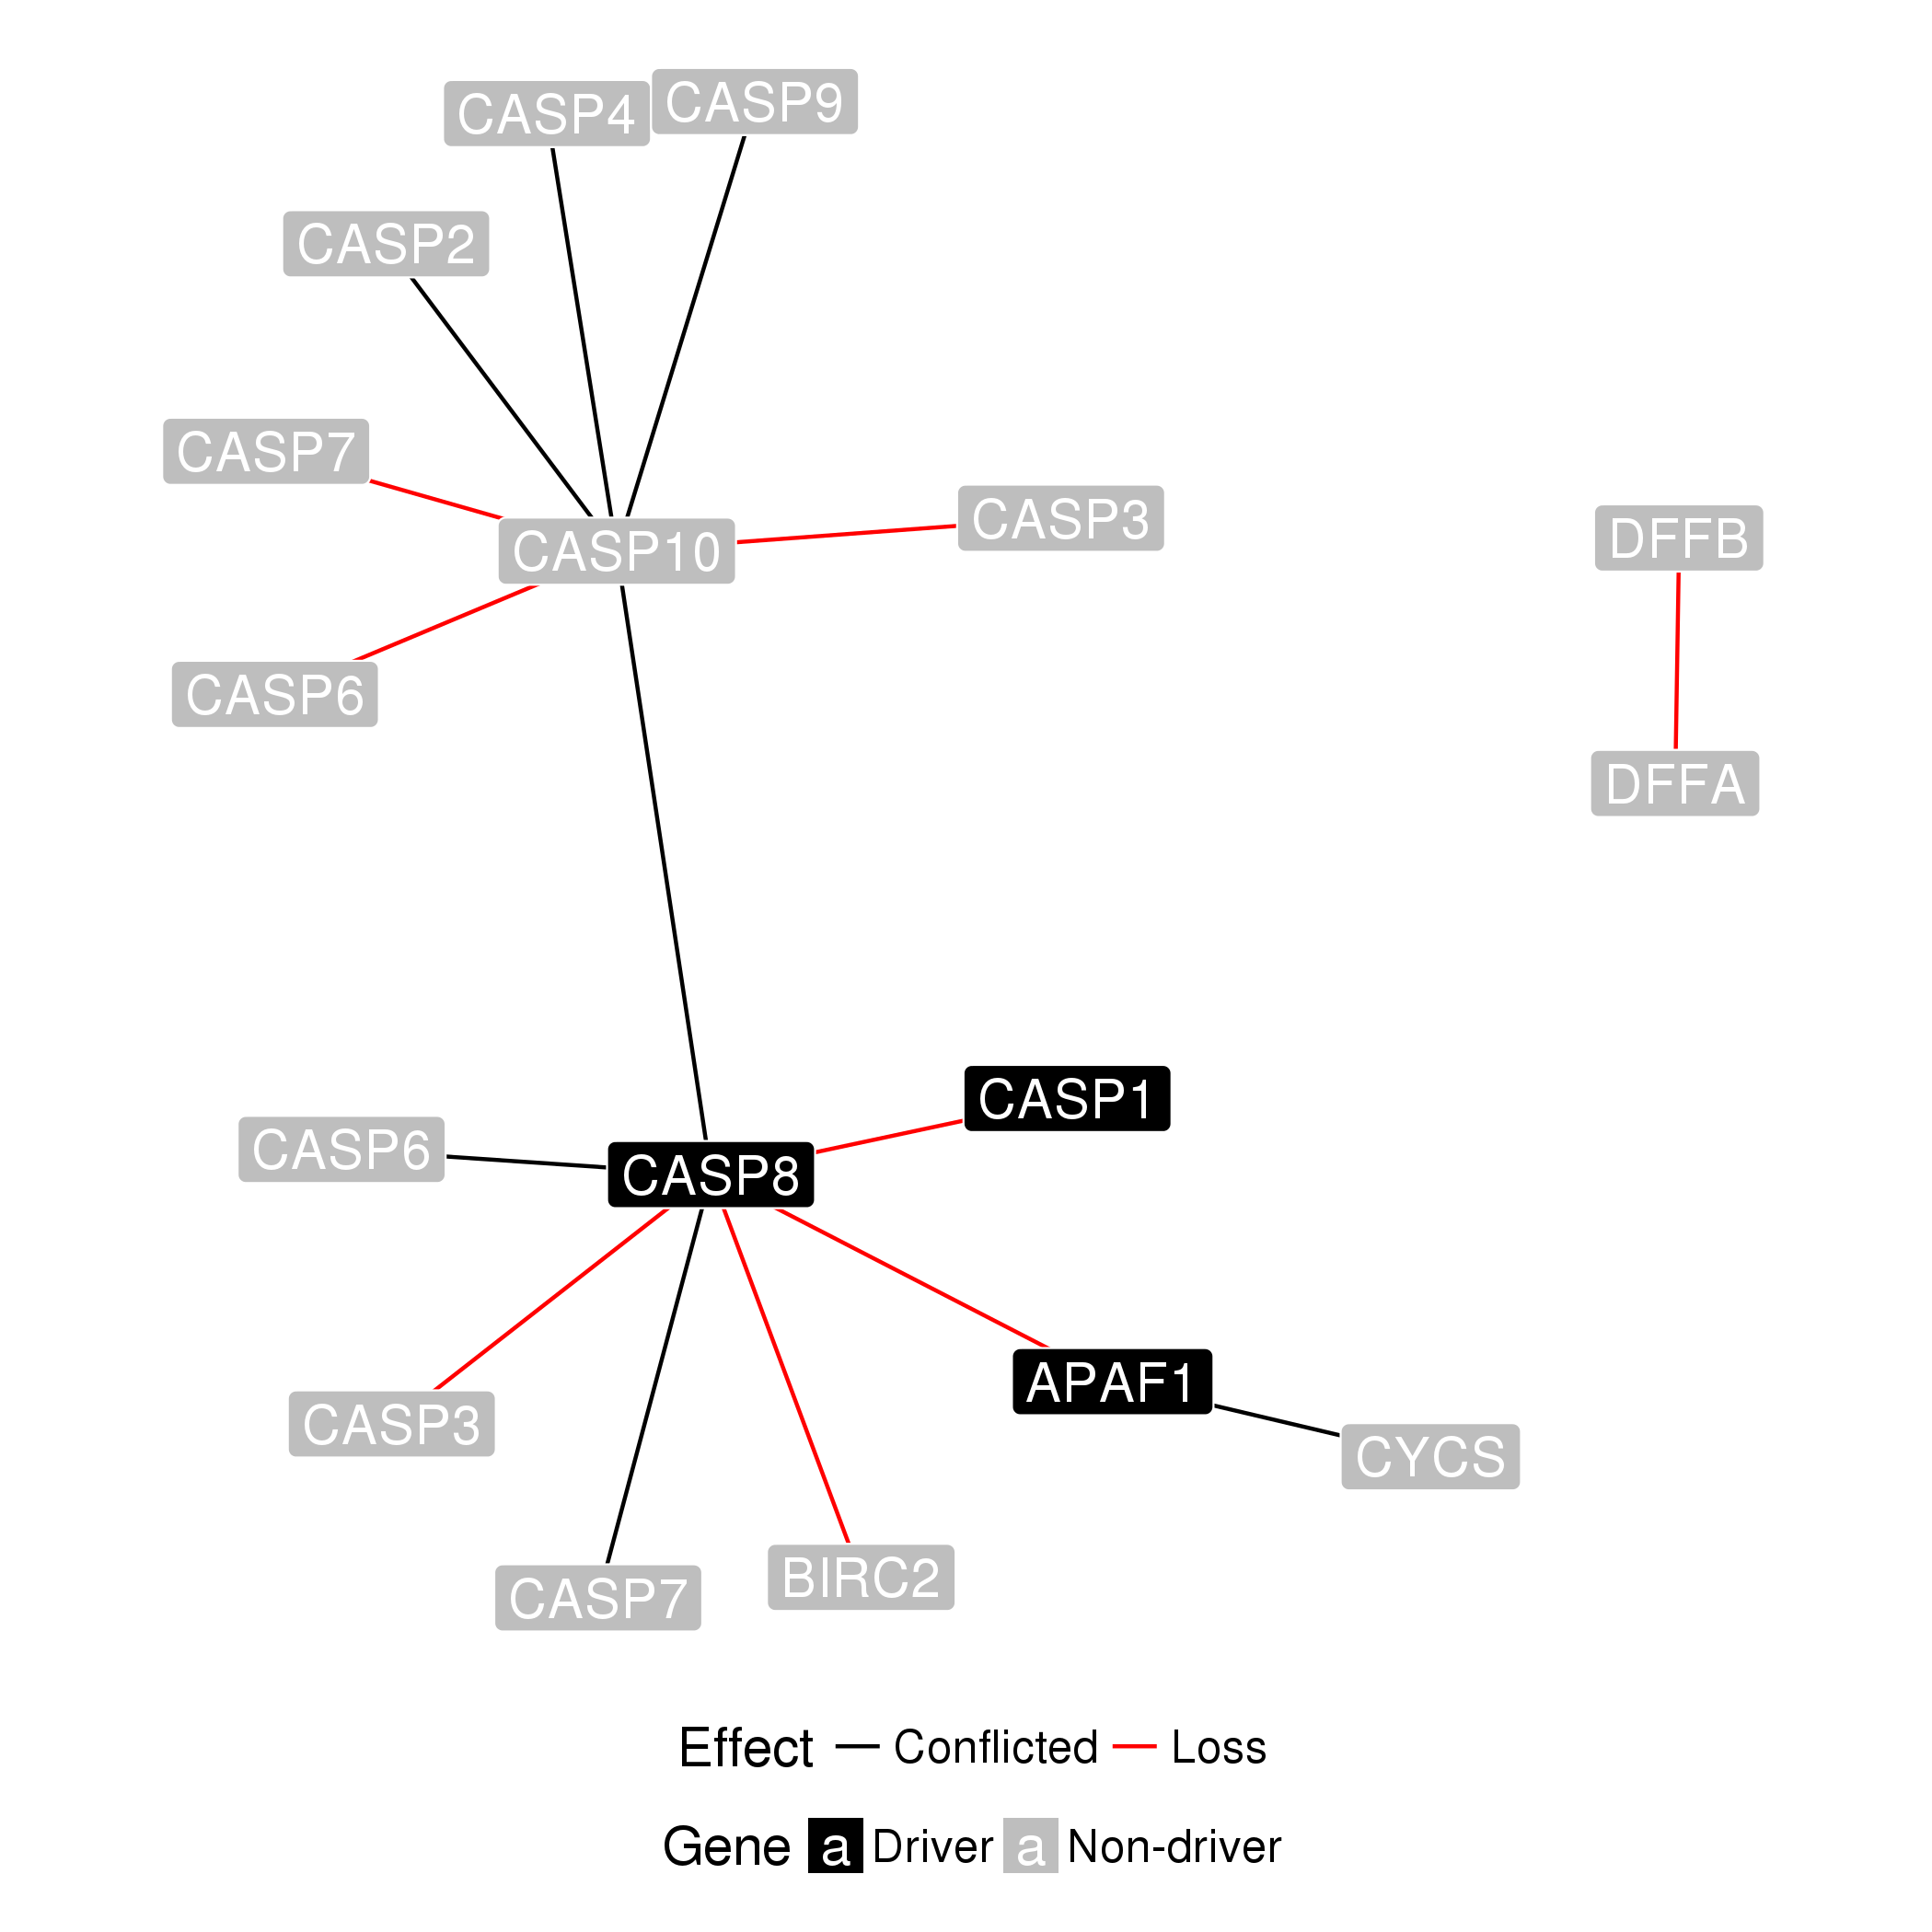 CASP9
CASP4
CASP2
CASP7
CASP3
DFFB
CASP10
CASP6
DFFA
CASP1
CASP6
CASP8
APAF1
CASP3
CYCS
BIRC2
CASP7
Effect Conflicted Loss
Gene a Driver a Non-driver